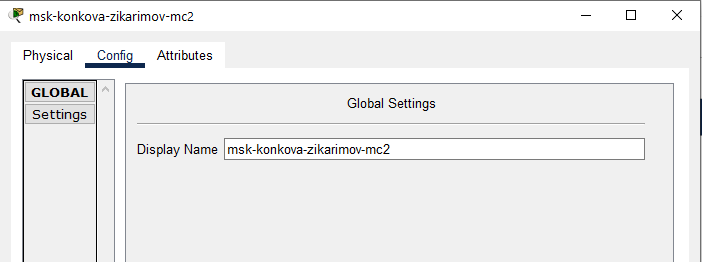 msk-konkova-zikarimov-mc2
Physical Config Attributes
GLOBAL
Settings
Global Settings
Display Name msk-konkova-zikarimov-mc2